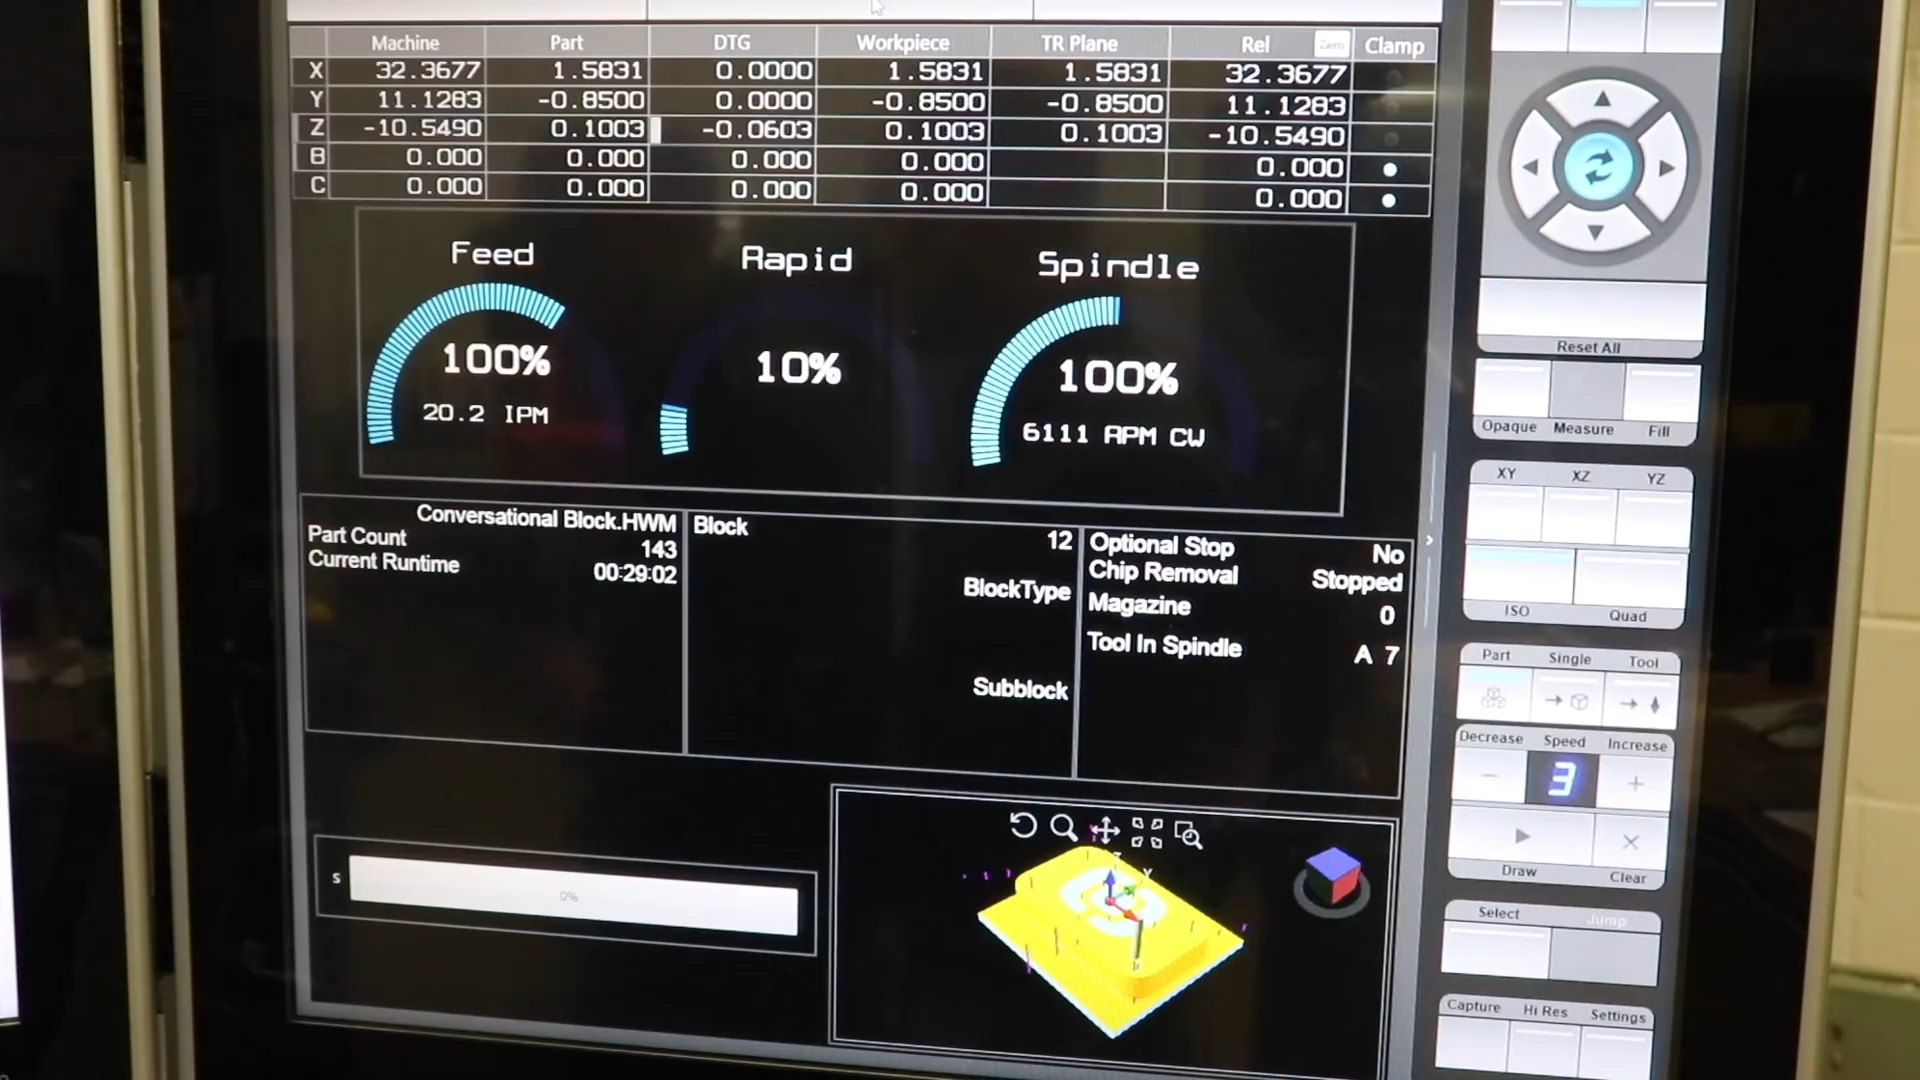 Machine Part DTG Workpiece TR Plane Rel Zero Clamp
X 32.3677 1.5831 0.0000 1.5831 1.5831 32.3677
Y 11.1283 -0.8500 0.0000 -0.8500 -0.8500 11.1283
Z -10.5490 0.1003 -0.0603 0.1003 0.1003 -10.5490
B 0.000 0.000 0.000 0.000 0.000
C 0.000 0.000 0.000 0.000 0.000
Feed
100%
20.2 IPM
Rapid
10%
Spindle
100%
6111 RPM CW
Conversational Block.HWM
Part Count 143
Current Runtime 00:29:02
Block 12
BlockType
Subblock
Optional Stop No
Chip Removal Stopped
Magazine 0
Tool In Spindle A 7
S 0%
Z
Y
Reset All
Opaque Measure Fill
XY XZ YZ
ISO Quad
Part Single Tool
Decrease Speed Increase
3
Draw Clear
Select Jump
Capture Hi Res Settings